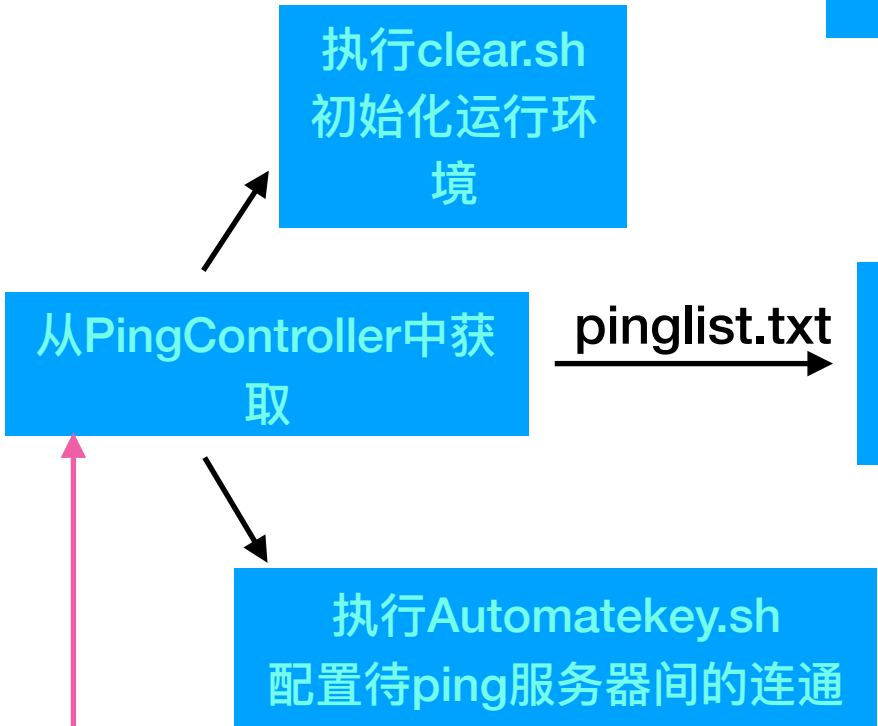 执行clear.sh
初始化运行环
境
从PingController中获
取
pinglist.txt
执行Automatekey.sh
配置待ping服务器间的连通